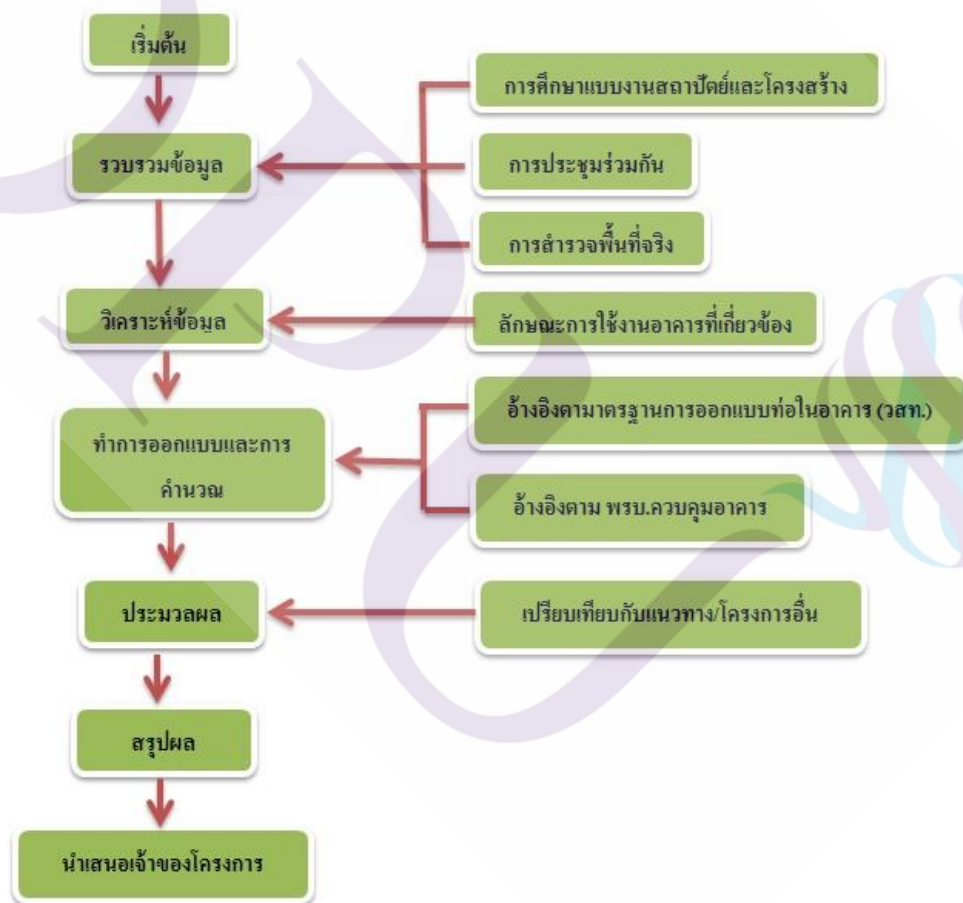 เริ่มต้น
การศึกษาแบบงานสถาปัตย์และโครงสร้าง
รวบรวมข้อมูล
การประชุมร่วมกัน
การสำรวจพื้นที่จริง
วิเคราะห์ข้อมูล
ลักษณะการใช้งานอาคารที่เกี่ยวข้อง
อ้างอิงตามาตรฐานการออกแบบท่อในอาคาร (วสท.)
ทำการออกแบบและการ
คำนวณ
อ้างอิงตาม พรบ.ควบคุมอาคาร
ประมวลผล
เปรียบเทียบกับแนวทาง/โครงการอื่น
สรุปผล
นำเสนอเจ้าของโครงการ